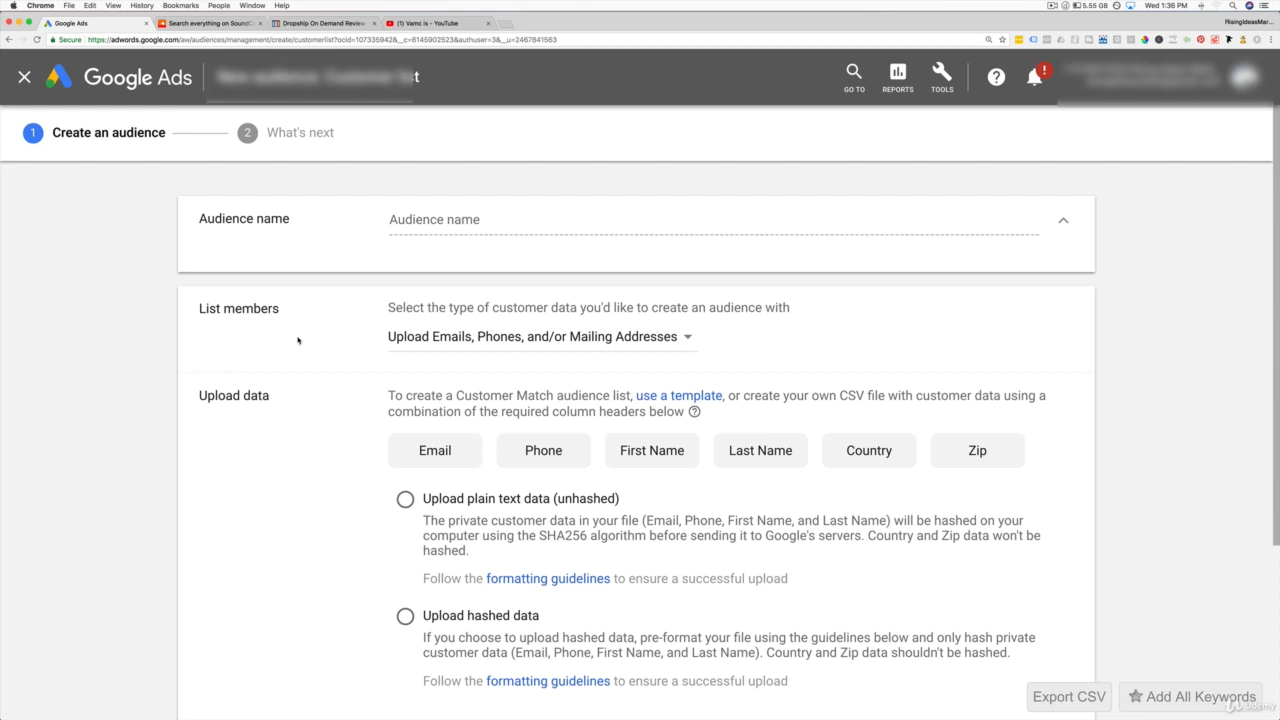 Chrome File Edit View History Bookmarks People Window Help 5.55 GB Wed 1:36 PM
Google Ads Search everything on SoundC Dropship On Demand Review (1) Vamc is - YouTube RisingIdeasMar...
Secure https://adwords.google.com/aw/audiences/management/create/customerlist?ocid=107335942&__c=6145902523&authuser=3&__u=2467841563
Google Ads
GO TO REPORTS TOOLS
1 Create an audience 2 What's next
Audience name Audience name
List members Select the type of customer data you'd like to create an audience with
Upload Emails, Phones, and/or Mailing Addresses
Upload data To create a Customer Match audience list, use a template, or create your own CSV file with customer data using a
combination of the required column headers below
Email Phone First Name Last Name Country Zip
Upload plain text data (unhashed)
The private customer data in your file (Email, Phone, First Name, and Last Name) will be hashed on your
computer using the SHA256 algorithm before sending it to Google's servers. Country and Zip data won't be
hashed.
Follow the formatting guidelines to ensure a successful upload
Upload hashed data
If you choose to upload hashed data, pre-format your file using the guidelines below and only hash private
customer data (Email, Phone, First Name, and Last Name). Country and Zip data shouldn't be hashed.
Follow the formatting guidelines to ensure a successful upload
Export CSV Add All Keywords
Udemy